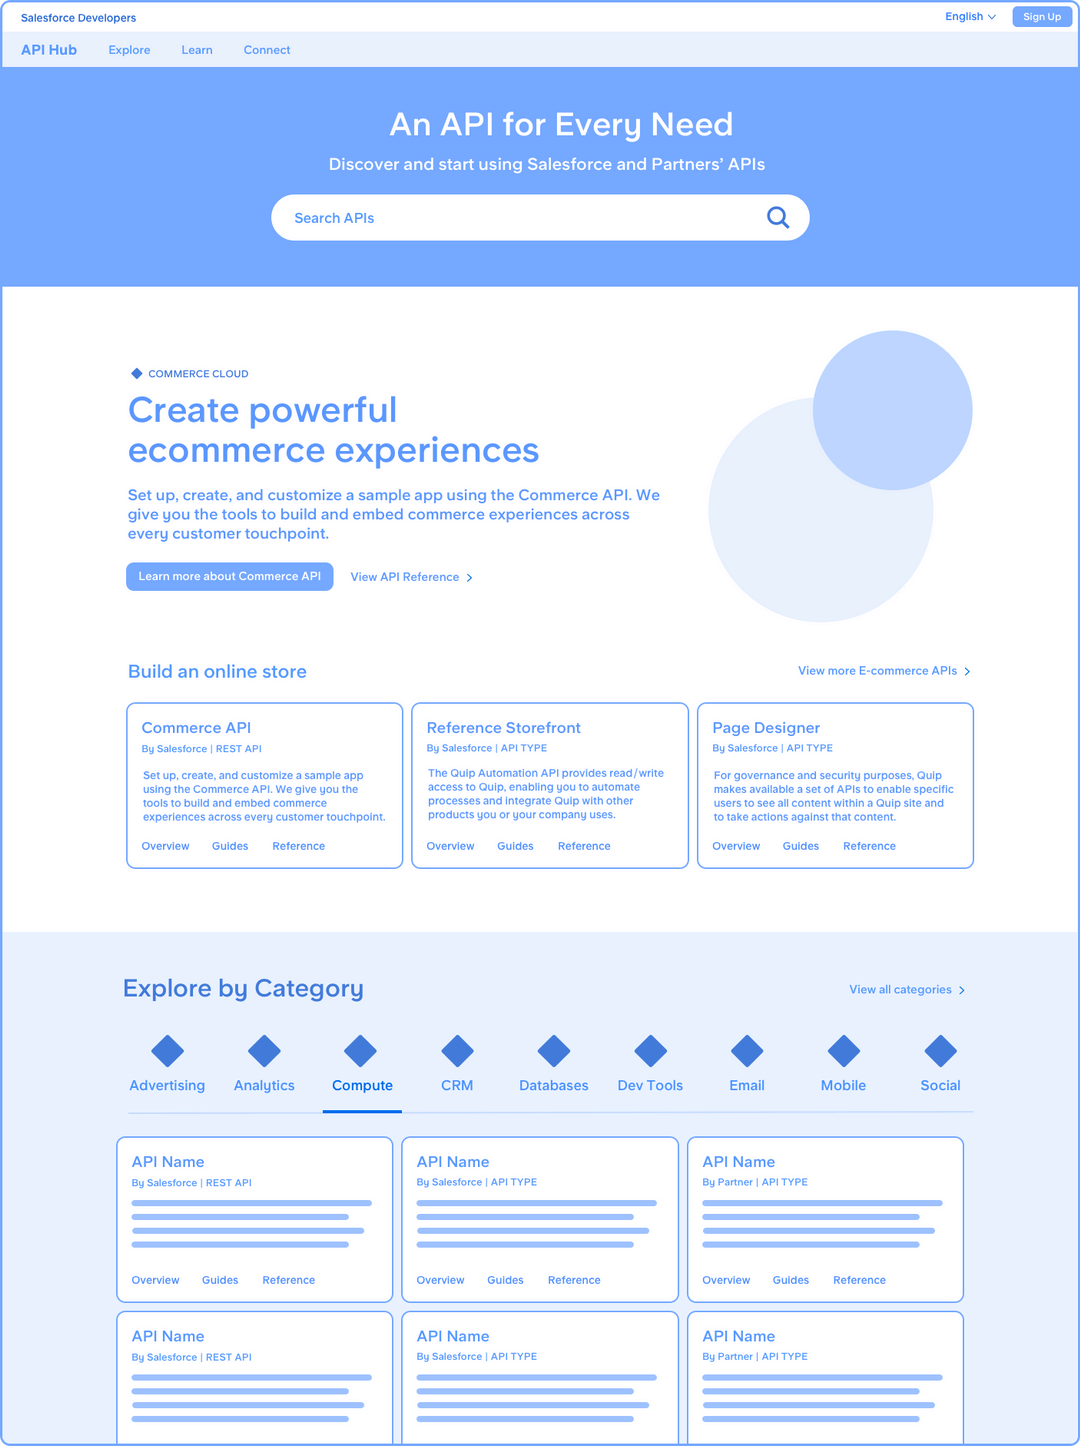 Salesforce Developers
English
Sign Up
API Hub
Explore
Learn
Connect
An API for Every Need
Discover and start using Salesforce and Partners’ APIs
Search APIs
COMMERCE CLOUD
Create powerful
ecommerce experiences
Set up, create, and customize a sample app using the Commerce API. We
give you the tools to build and embed commerce experiences across
every customer touchpoint.
Learn more about Commerce API
View API Reference
Build an online store
View more E-commerce APIs
Commerce API
By Salesforce | REST API
Set up, create, and customize a sample app
using the Commerce API. We give you the
tools to build and embed commerce
experiences across every customer touchpoint.
Overview
Guides
Reference
Reference Storefront
By Salesforce | API TYPE
The Quip Automation API provides read/write
access to Quip, enabling you to automate
processes and integrate Quip with other
products you or your company uses.
Overview
Guides
Reference
Page Designer
By Salesforce | API TYPE
For governance and security purposes, Quip
makes available a set of APIs to enable specific
users to see all content within a Quip site and
to take actions against that content.
Overview
Guides
Reference
Explore by Category
View all categories
Advertising
Analytics
Compute
CRM
Databases
Dev Tools
Email
Mobile
Social
API Name
By Salesforce | REST API
Overview
Guides
Reference
API Name
By Salesforce | API TYPE
Overview
Guides
Reference
API Name
By Partner | API TYPE
Overview
Guides
Reference
API Name
By Salesforce | REST API
API Name
By Salesforce | API TYPE
API Name
By Partner | API TYPE